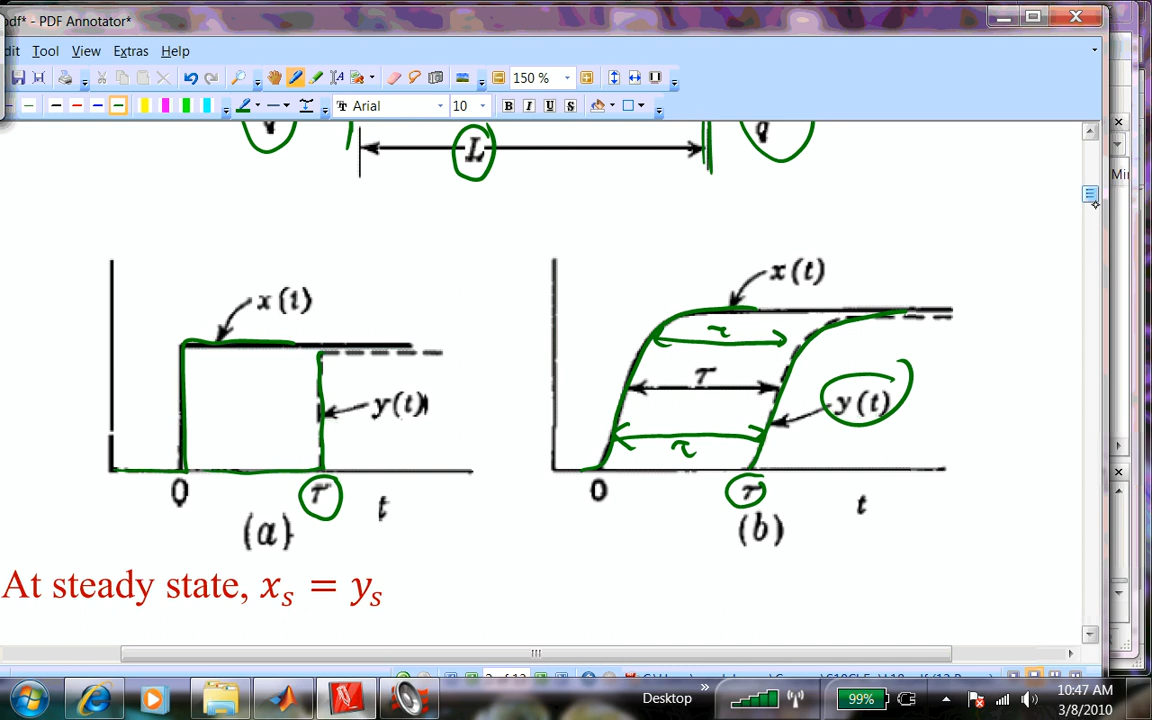 pdf* - PDF Annotator*
dit Tool View Extras Help
150 %
Arial 10 B I U S
L q
x(t) x(t)
τ τ
y(t) y(t)
τ
0 τ t 0 τ t
(a) (b)
At steady state, xₛ = yₛ
Desktop » 99% 10:47 AM
3/8/2010